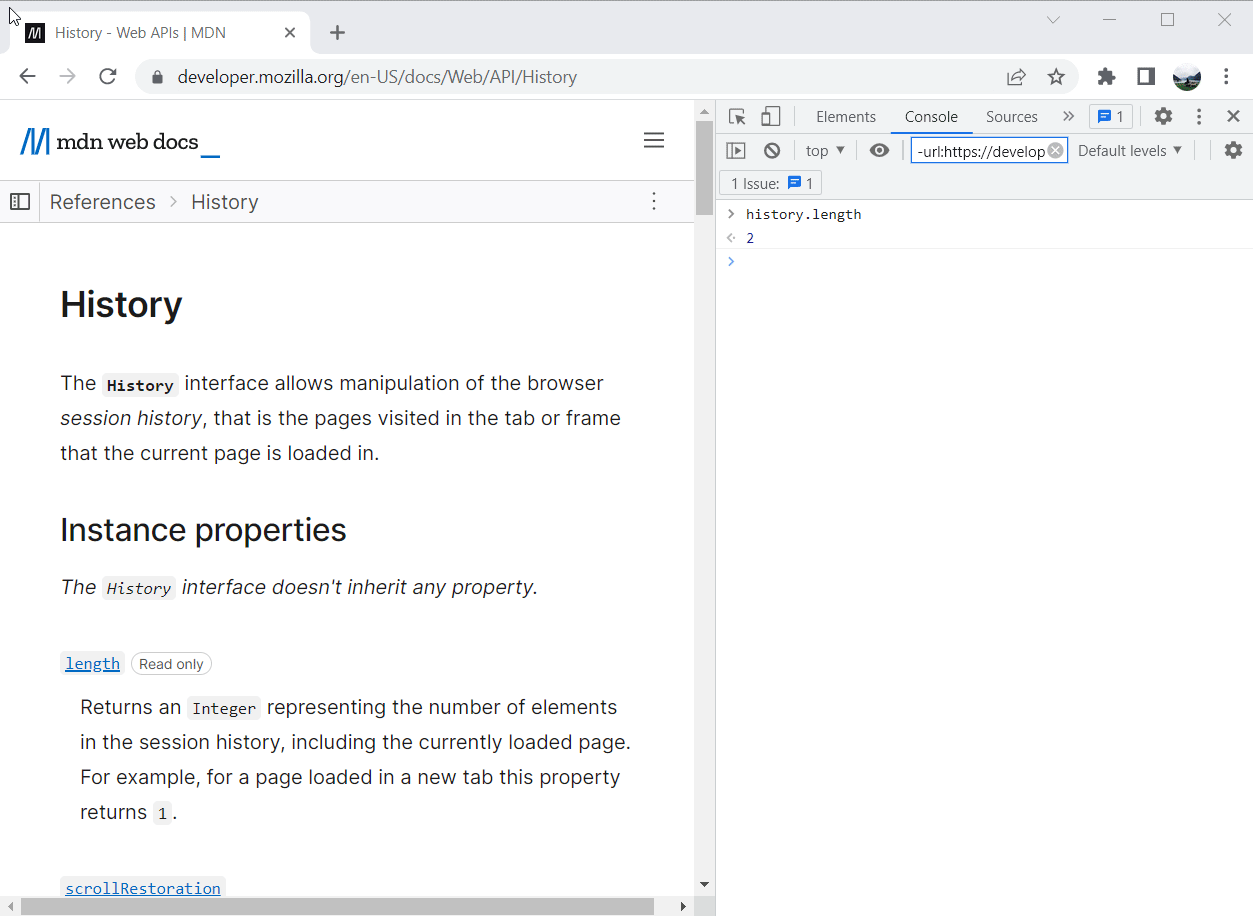 History - Web APIs | MDN
developer.mozilla.org/en-US/docs/Web/API/History
mdn web docs_
References > History
History
The History interface allows manipulation of the browser
session history, that is the pages visited in the tab or frame
that the current page is loaded in.
Instance properties
The History interface doesn't inherit any property.
length Read only
Returns an Integer representing the number of elements
in the session history, including the currently loaded page.
For example, for a page loaded in a new tab this property
returns 1.
scrollRestoration
Elements Console Sources » 1
top ▼ -url:https://develop Default levels ▼
1 Issue: 1
> history.length
2
>